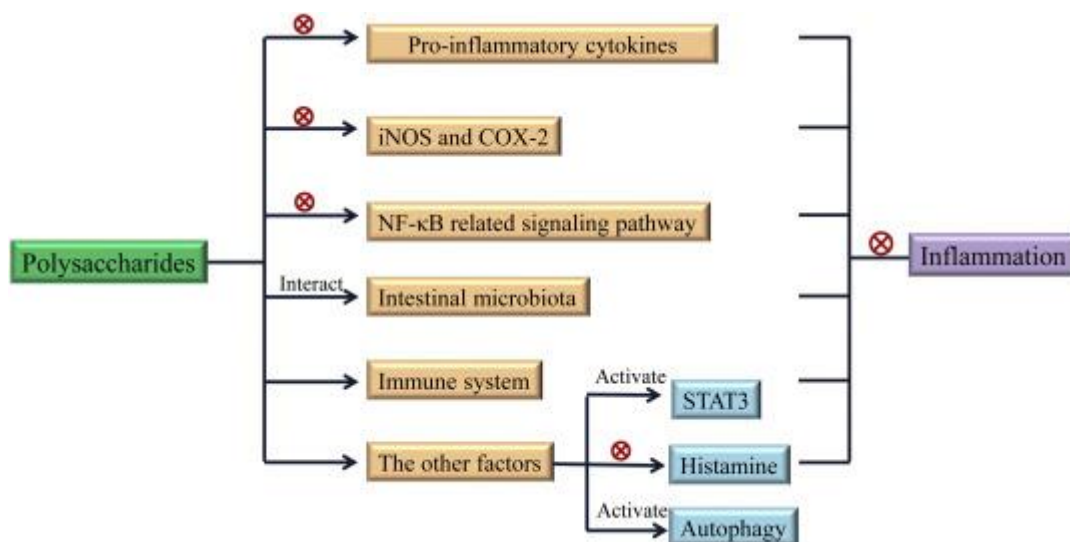 Pro-inflammatory cytokines
iNOS and COX-2
NF-κB related signaling pathway
Polysaccharides
Inflammation
Interact
Intestinal microbiota
Immune system
Activate
STAT3
The other factors
Histamine
Activate
Autophagy